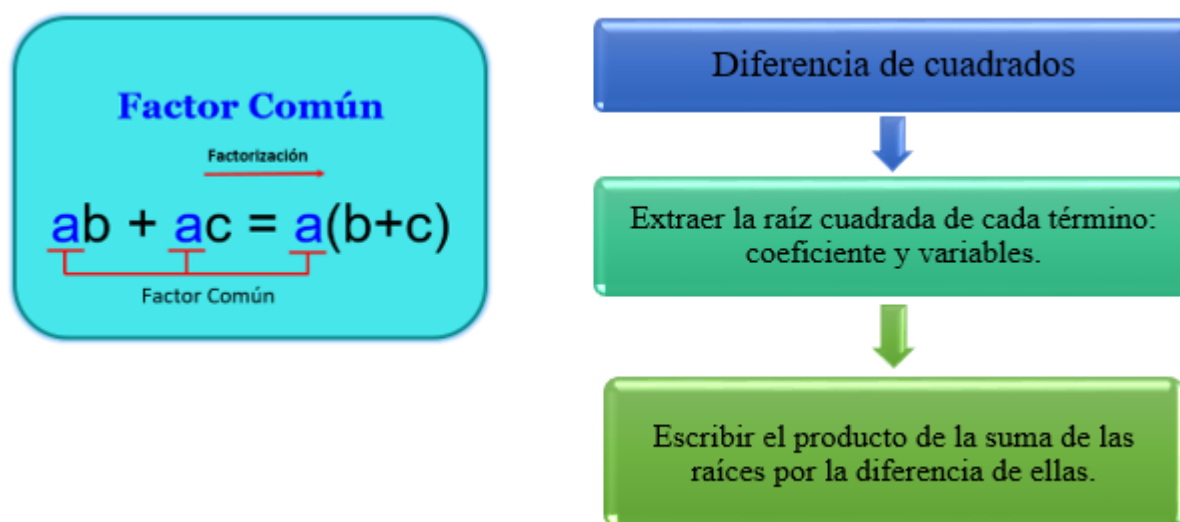 Factor Común
Factorización
ab + ac = a(b+c)
Factor Común
Diferencia de cuadrados
Extraer la raíz cuadrada de cada término:
coeficiente y variables.
Escribir el producto de la suma de las
raíces por la diferencia de ellas.